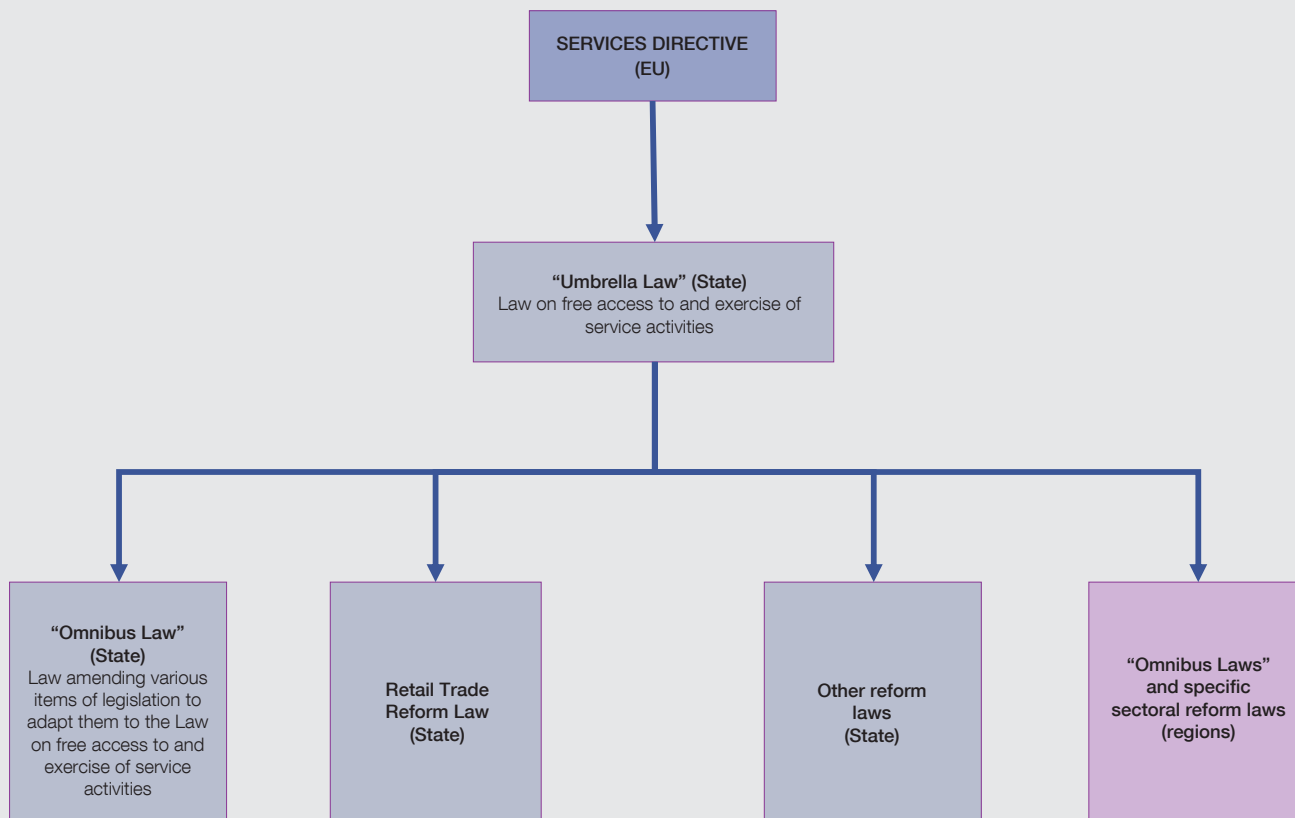 SERVICES DIRECTIVE
(EU)
“Umbrella Law” (State)
Law on free access to and exercise of
service activities
“Omnibus Law”
(State)
Law amending various
items of legislation to
adapt them to the Law
on free access to and
exercise of service
activities
Retail Trade
Reform Law
(State)
Other reform
laws
(State)
“Omnibus Laws”
and specific
sectoral reform laws
(regions)